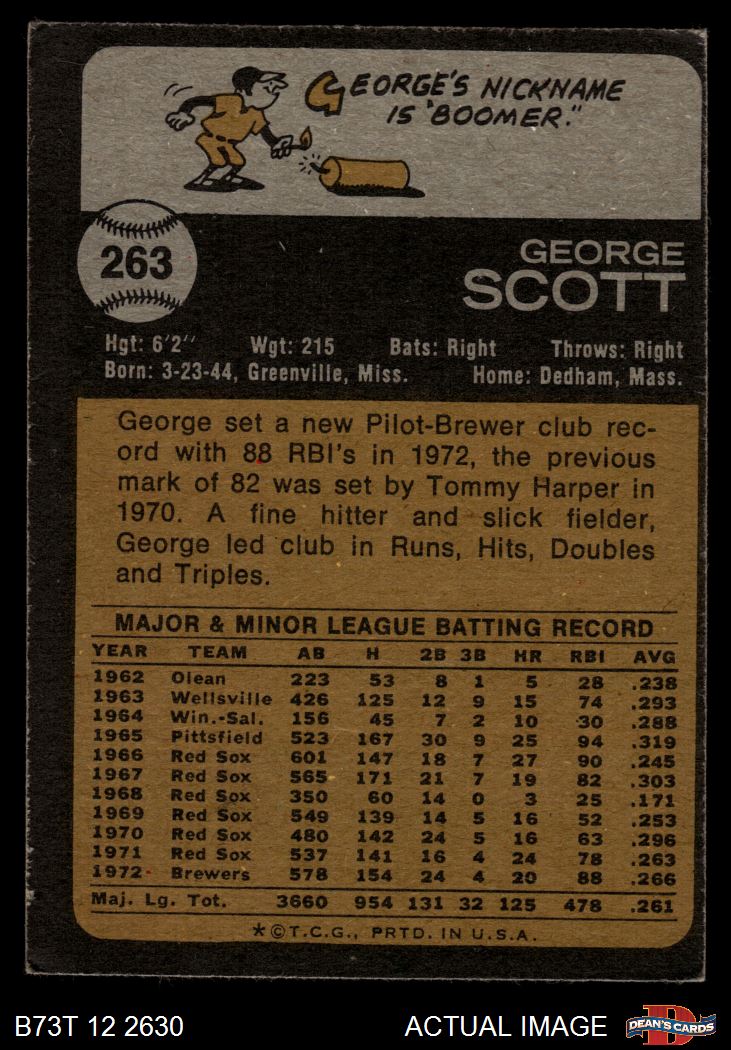 GEORGE'S NICKNAME
IS "BOOMER."
263
GEORGE
SCOTT
Hgt: 6'2" Wgt: 215 Bats: Right Throws: Right
Born: 3-23-44, Greenville, Miss. Home: Dedham, Mass.
George set a new Pilot-Brewer club rec-
ord with 88 RBI's in 1972, the previous
mark of 82 was set by Tommy Harper in
1970. A fine hitter and slick fielder,
George led club in Runs, Hits, Doubles
and Triples.
MAJOR & MINOR LEAGUE BATTING RECORD
YEAR TEAM AB H 2B 3B HR RBI AVG
1962 Olean 223 53 8 1 5 28 .238
1963 Wellsville 426 125 12 9 15 74 .293
1964 Win.-Sal. 156 45 7 2 10 30 .288
1965 Pittsfield 523 167 30 9 25 94 .319
1966 Red Sox 601 147 18 7 27 90 .245
1967 Red Sox 565 171 21 7 19 82 .303
1968 Red Sox 350 60 14 0 3 25 .171
1969 Red Sox 549 139 14 5 16 52 .253
1970 Red Sox 480 142 24 5 16 63 .296
1971 Red Sox 537 141 16 4 24 78 .263
1972 Brewers 578 154 24 4 20 88 .266
Maj. Lg. Tot. 3660 954 131 32 125 478 .261
*©T.C.G., PRTD. IN U.S.A.
B73T 12 2630 ACTUAL IMAGE D DEAN'S CARDS